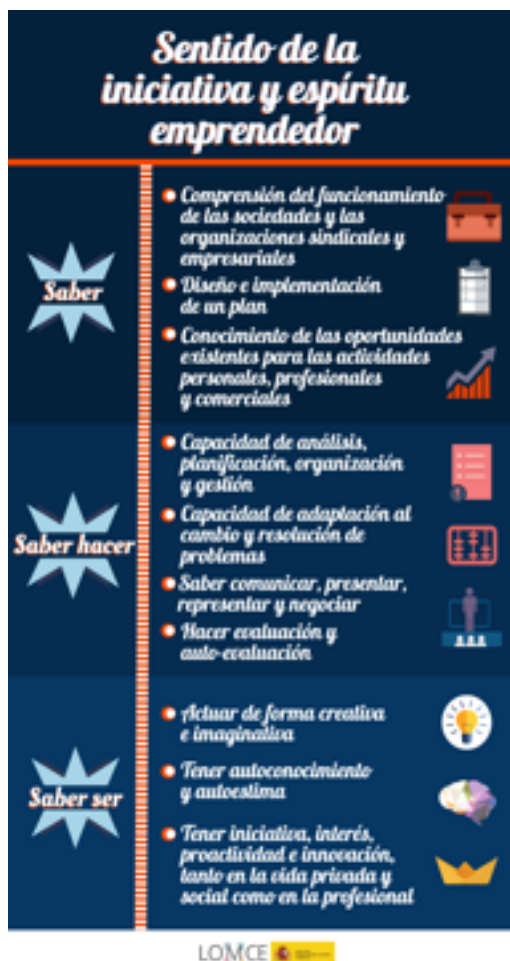 Sentido de la
iniciativa y espíritu
emprendedor
Saber
Comprensión del funcionamiento
de las sociedades y las
organizaciones sindicales y
empresariales
Diseño e implementación
de un plan
Conocimiento de las oportunidades
existentes para las actividades
personales, profesionales
y comerciales
Saber hacer
Capacidad de análisis,
planificación, organización
y gestión
Capacidad de adaptación al
cambio y resolución de
problemas
Saber comunicar, presentar,
representar y negociar
Hacer evaluación y
auto-evaluación
Saber ser
Actuar de forma creativa
e imaginativa
Tener autoconocimiento
y autoestima
Tener iniciativa, interés,
proactividad e innovación,
tanto en la vida privada y
social como en la profesional
LOMCE